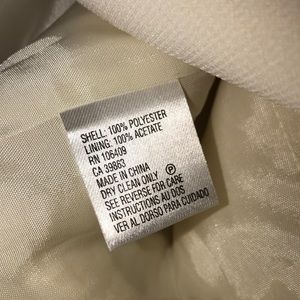 SHELL: 100% POLYESTER
LINING: 100% ACETATE
RN 106409
CA 39863
MADE IN CHINA
DRY CLEAN ONLY Ⓟ
SEE REVERSE FOR CARE
INSTRUCTIONS AU DOS
VER AL DORSO PARA CUIDADO